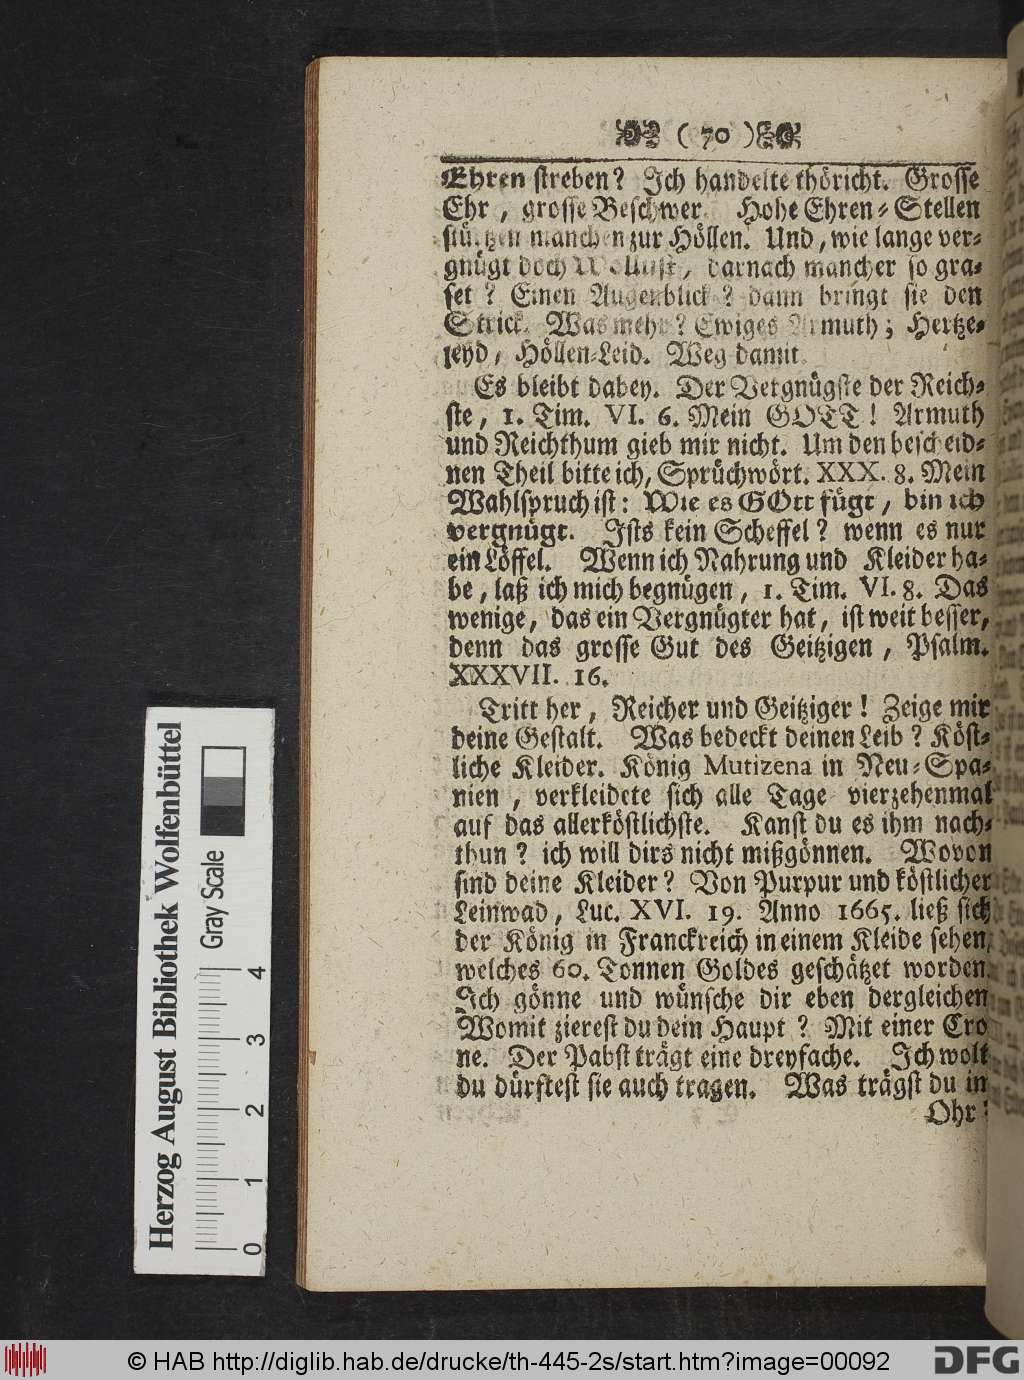 ( 70 )
Ehren streben? Ich handelte thöricht. Grosse
Ehr, grosse Beschwer. Hohe Ehren-Stellen
stürtzen manchen zur Höllen. Und, wie lange ver-
gnügt doch Wollust, darnach mancher so gra-
set? Einen Augenblick? dann bringt sie den
Strick. Was mehr? Ewiges Armuth; Hertze-
leyd, Höllen-Leid. Weg damit.
Es bleibt dabey. Der Vergnügste der Reich-
ste, 1. Tim. VI. 6. Mein GOTT! Armuth
und Reichthum gieb mir nicht. Um den bescheid-
nen Theil bitte ich, Sprüchwört. XXX. 8. Mein
Wahlspruch ist: Wie es GOtt fügt, bin ich
vergnügt. Ists kein Scheffel? wenn es nur
ein Löffel. Wenn ich Nahrung und Kleider ha-
be, laß ich mich begnügen, 1. Tim. VI. 8. Das
wenige, das ein Vergnügter hat, ist weit besser,
denn das grosse Gut des Geitzigen, Psalm.
XXXVII. 16.
Tritt her, Reicher und Geitziger! Zeige mir
deine Gestalt. Was bedeckt deinen Leib? Köst-
liche Kleider. König Mutizena in Neu-Spa-
nien, verkleidete sich alle Tage vierzehenmal
auf das allerköstlichste. Kanst du es ihm nach-
thun? ich will dirs nicht mißgönnen. Wovon
sind deine Kleider? Von Purpur und köstlicher
Leinwad, Luc. XVI. 19. Anno 1665. ließ sich
der König in Franckreich in einem Kleide sehen,
welches 60. Tonnen Goldes geschätzet worden.
Ich gönne und wünsche dir eben dergleichen
Womit zierest du dein Haupt? Mit einer Cro
ne. Der Pabst trägt eine dreyfache. Ich wolt
du dürftest sie auch tragen. Was trägst du in
Ohr!
Herzog August Bibliothek Wolfenbüttel
Gray Scale
0 1 2 3 4
© HAB http://diglib.hab.de/drucke/th-445-2s/start.htm?image=00092
DFG